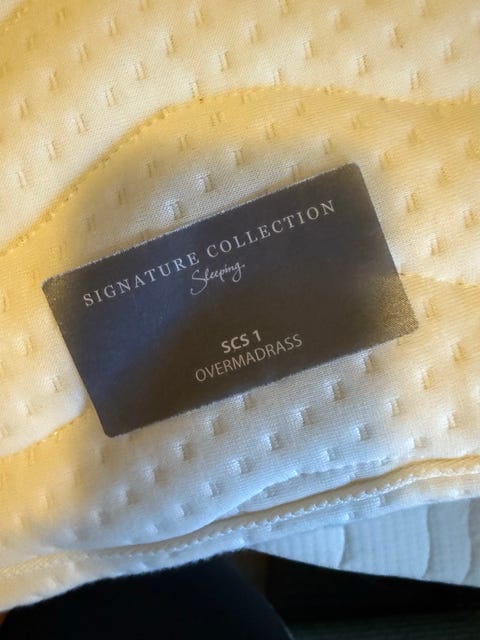 SIGNATURE COLLECTION
Sleeping
SCS 1
OVERMADRASS